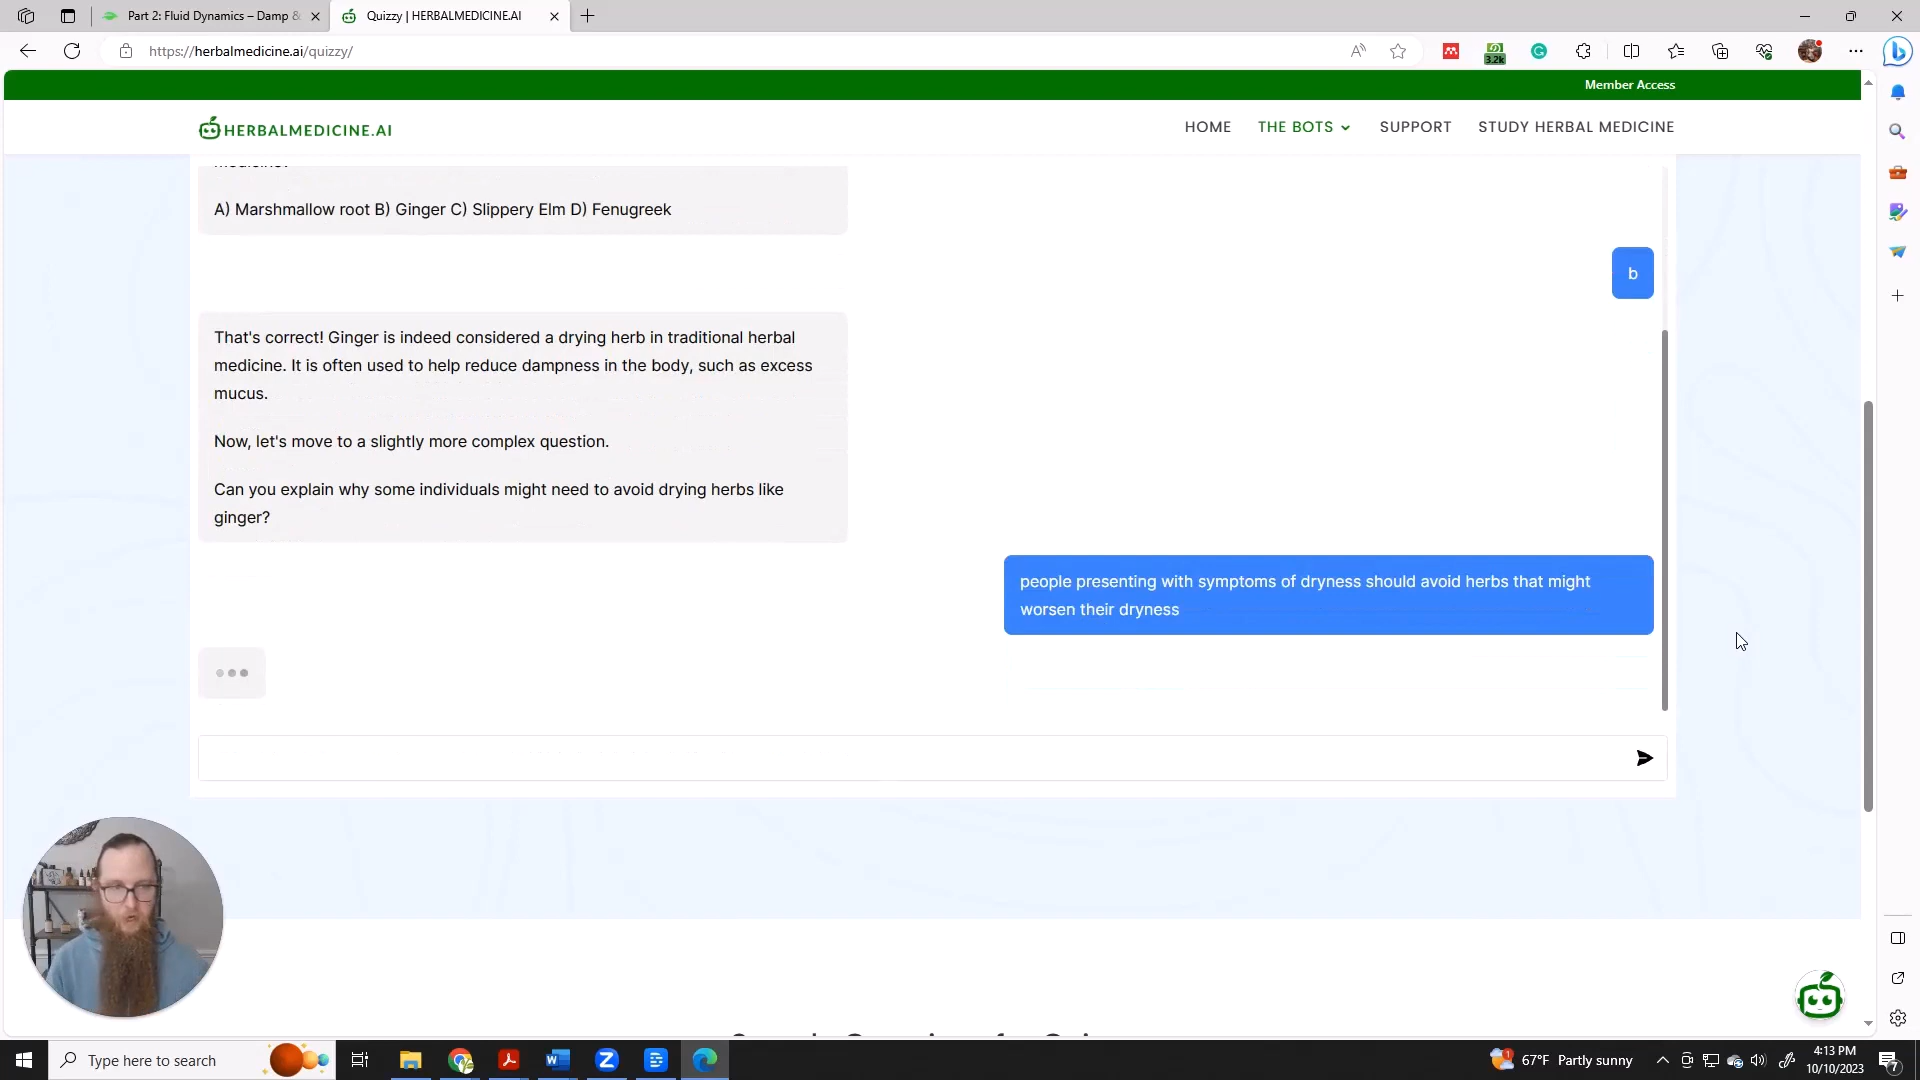 Part 2: Fluid Dynamics – Damp &
Quizzy | HERBALMEDICINE.AI
https://herbalmedicine.ai/quizzy/
3.2k
Member Access
HERBALMEDICINE.AI
HOME
THE BOTS
SUPPORT
STUDY HERBAL MEDICINE
A) Marshmallow root B) Ginger C) Slippery Elm D) Fenugreek
b
That's correct! Ginger is indeed considered a drying herb in traditional herbal
medicine. It is often used to help reduce dampness in the body, such as excess
mucus.
Now, let's move to a slightly more complex question.
Can you explain why some individuals might need to avoid drying herbs like
ginger?
people presenting with symptoms of dryness should avoid herbs that might
worsen their dryness
Type here to search
67°F Partly sunny
4:13 PM
10/10/2023
7